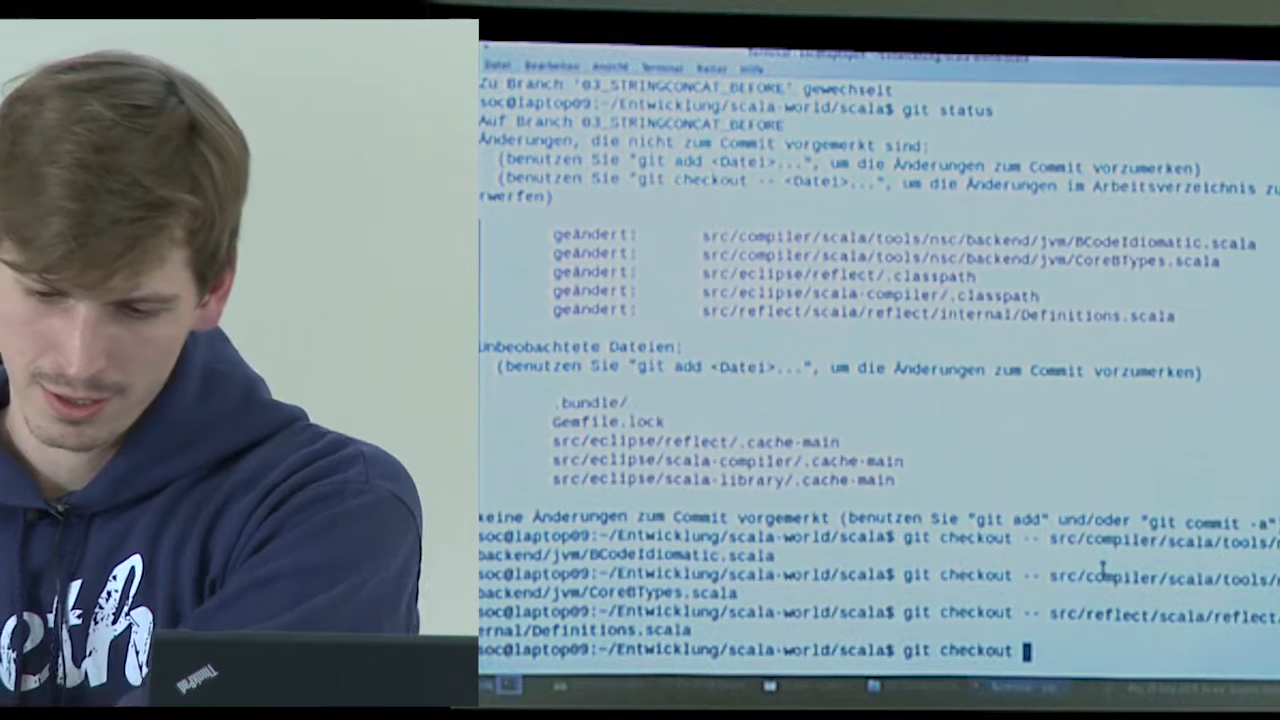 Datei Bearbeiten Ansicht Terminal Reiter Hilfe
Zu Branch '03_STRINGCONCAT_BEFORE' gewechselt
soc@laptop09:~/Entwicklung/scala-world/scala$ git status
Auf Branch 03_STRINGCONCAT_BEFORE
Änderungen, die nicht zum Commit vorgemerkt sind:
(benutzen Sie "git add <Datei>...", um die Änderungen zum Commit vorzumerken)
(benutzen Sie "git checkout -- <Datei>...", um die Änderungen im Arbeitsverzeichnis zu
rwerfen)
geändert: src/compiler/scala/tools/nsc/backend/jvm/BCodeIdiomatic.scala
geändert: src/compiler/scala/tools/nsc/backend/jvm/CoreBTypes.scala
geändert: src/eclipse/reflect/.classpath
geändert: src/eclipse/scala-compiler/.classpath
geändert: src/reflect/scala/reflect/internal/Definitions.scala
Unbeobachtete Dateien:
(benutzen Sie "git add <Datei>...", um die Änderungen zum Commit vorzumerken)
.bundle/
Gemfile.lock
src/eclipse/reflect/.cache-main
src/eclipse/scala-compiler/.cache-main
src/eclipse/scala-library/.cache-main
keine Änderungen zum Commit vorgemerkt (benutzen Sie "git add" und/oder "git commit -a")
soc@laptop09:~/Entwicklung/scala-world/scala$ git checkout -- src/compiler/scala/tools/n
backend/jvm/BCodeIdiomatic.scala
soc@laptop09:~/Entwicklung/scala-world/scala$ git checkout -- src/compiler/scala/tools/n
backend/jvm/CoreBTypes.scala
soc@laptop09:~/Entwicklung/scala-world/scala$ git checkout -- src/reflect/scala/reflect/
ernal/Definitions.scala
soc@laptop09:~/Entwicklung/scala-world/scala$ git checkout
eth
ThinkPad